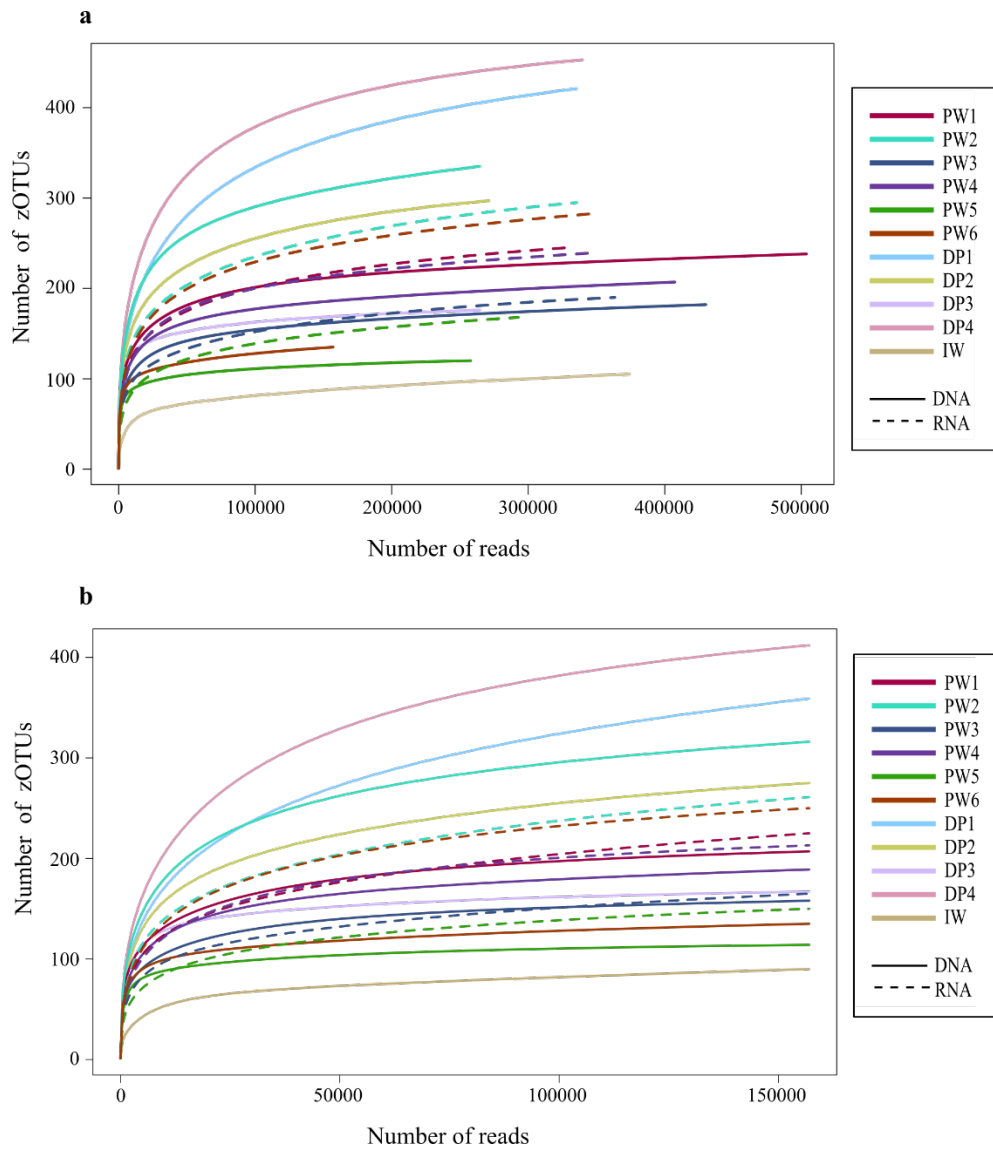 a
Number of zOTUs
400
300
200
100
0
0 100000 200000 300000 400000 500000
Number of reads
PW1
PW2
PW3
PW4
PW5
PW6
DP1
DP2
DP3
DP4
IW
DNA
RNA
b
Number of zOTUs
400
300
200
100
0
0 50000 100000 150000
Number of reads
PW1
PW2
PW3
PW4
PW5
PW6
DP1
DP2
DP3
DP4
IW
DNA
RNA